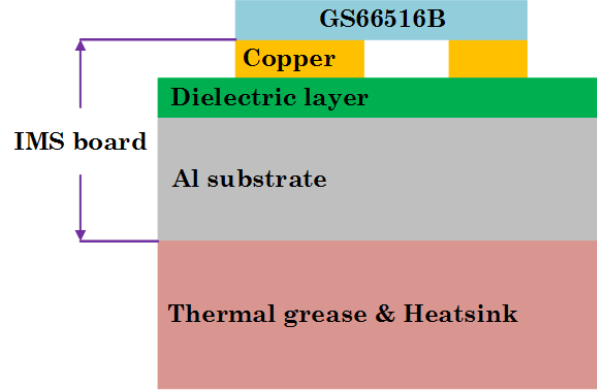 GS66516B
Copper
Dielectric layer
IMS board
Al substrate
Thermal grease & Heatsink